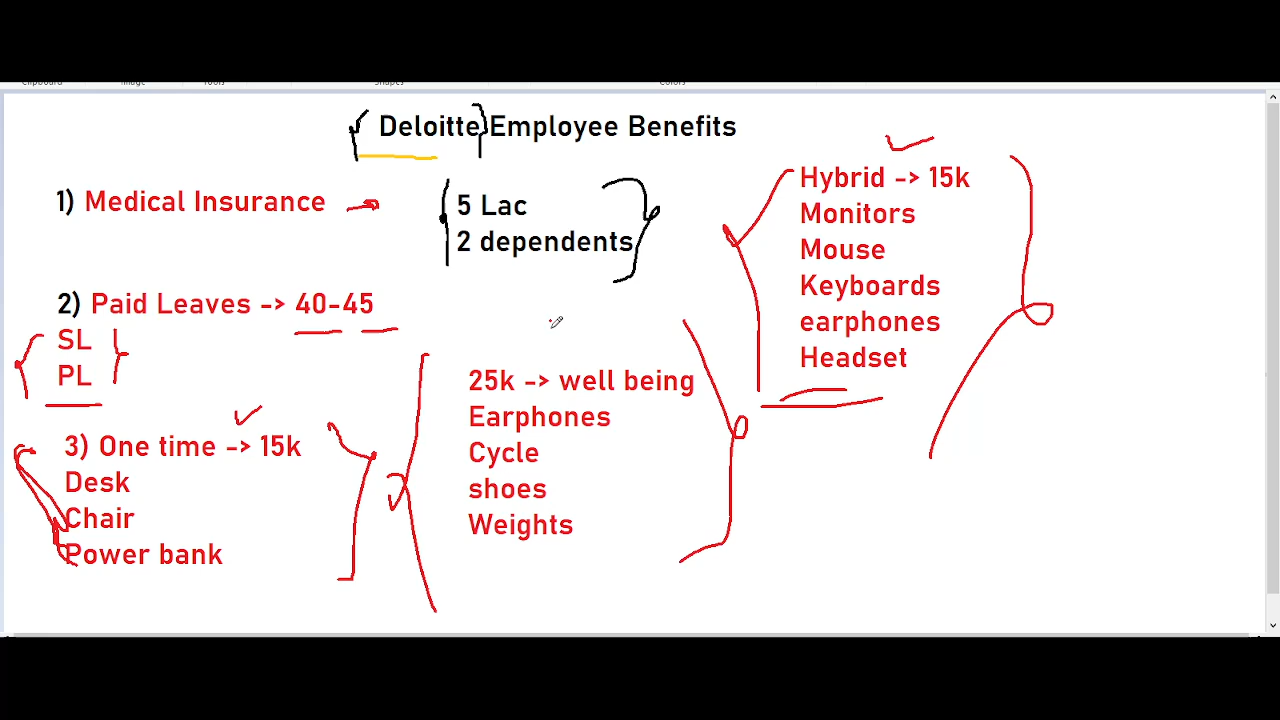 Deloitte Employee Benefits
1) Medical Insurance
5 Lac
2 dependents
2) Paid Leaves -> 40-45
SL
PL
3) One time -> 15k
Desk
Chair
Power bank
25k -> well being
Earphones
Cycle
shoes
Weights
Hybrid -> 15k
Monitors
Mouse
Keyboards
earphones
Headset